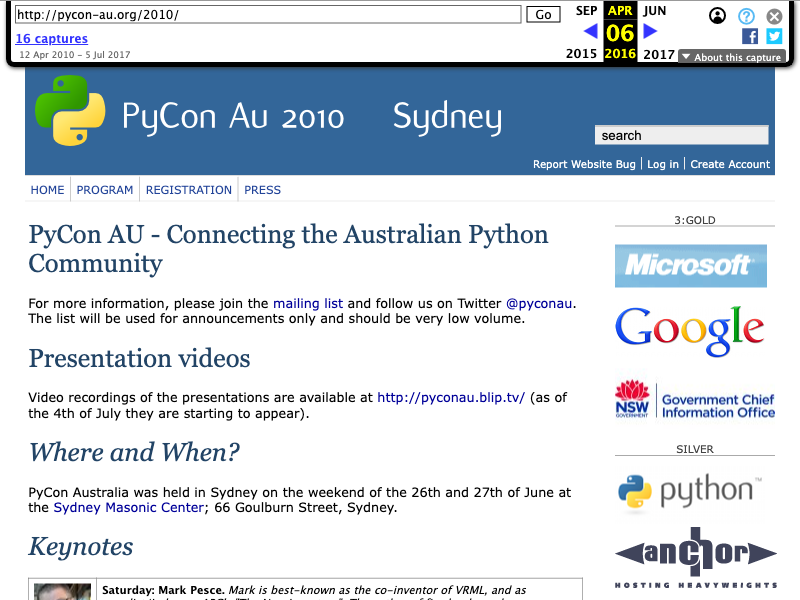 http://pycon-au.org/2010/
Go
SEP APR JUN
06
2015 2016 2017
16 captures
12 Apr 2010 – 5 Jul 2017
About this capture
PyCon Au 2010 Sydney
search
Report Website Bug | Log in | Create Account
HOME PROGRAM REGISTRATION PRESS
PyCon AU - Connecting the Australian Python
Community
For more information, please join the mailing list and follow us on Twitter @pyconau.
The list will be used for announcements only and should be very low volume.
Presentation videos
Video recordings of the presentations are available at http://pyconau.blip.tv/ (as of
the 4th of July they are starting to appear).
Where and When?
PyCon Australia was held in Sydney on the weekend of the 26th and 27th of June at
the Sydney Masonic Center; 66 Goulburn Street, Sydney.
Keynotes
Saturday: Mark Pesce. Mark is best-known as the co-inventor of VRML, and as
3:GOLD
Microsoft
Google
NSW
GOVERNMENT
Government Chief
Information Office
SILVER
python™
anchor
HOSTING HEAVYWEIGHTS